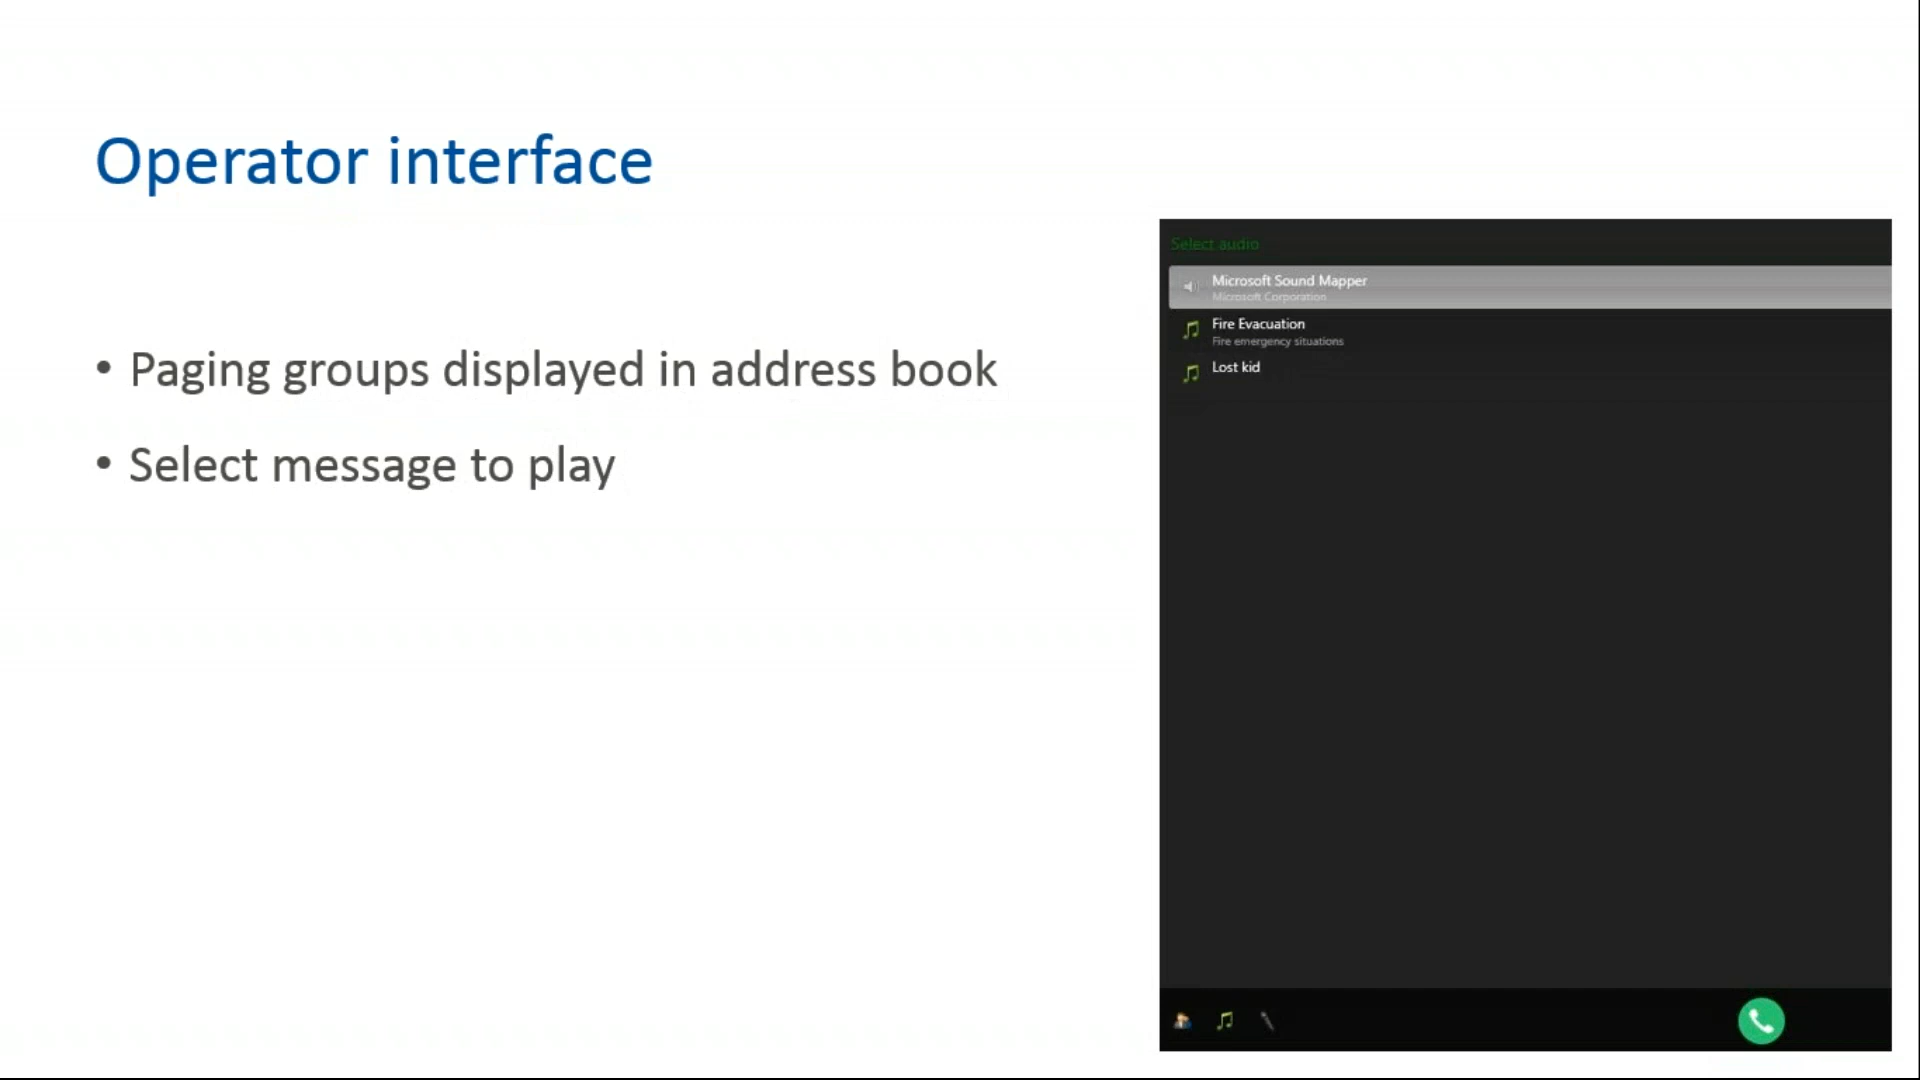 Operator interface
• Paging groups displayed in address book
• Select message to play
Select audio
Microsoft Sound Mapper
Microsoft Corporation
Fire Evacuation
Fire emergency situations
Lost kid